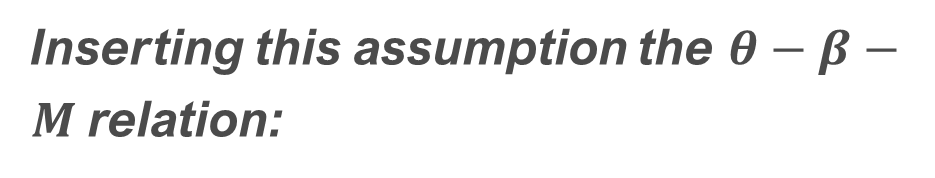 Inserting this assumption the θ − β −
M relation: